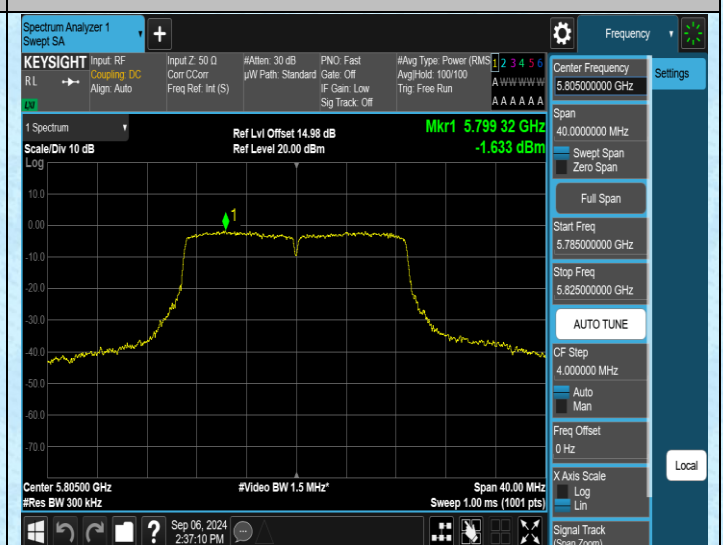 Spectrum Analyzer 1
Swept SA
+
Frequency
KEYSIGHT
RL
LXI
Input: RF
Coupling: DC
Align: Auto
Input Z: 50 Ω
Corr CCorr
Freq Ref: Int (S)
#Atten: 30 dB
µW Path: Standard
PNO: Fast
Gate: Off
IF Gain: Low
Sig Track: Off
#Avg Type: Power (RMS
Avg|Hold: 100/100
Trig: Free Run
1 2 3 4 5 6
A W W W W W
A A A A A A
1 Spectrum
Scale/Div 10 dB
Log
Ref Lvl Offset 14.98 dB
Ref Level 20.00 dBm
Mkr1 5.799 32 GHz
-1.633 dBm
10.0
0.00
-10.0
-20.0
-30.0
-40.0
-50.0
-60.0
-70.0
1
Center 5.80500 GHz
#Res BW 300 kHz
#Video BW 1.5 MHz*
Span 40.00 MHz
Sweep 1.00 ms (1001 pts)
Center Frequency
5.805000000 GHz
Settings
Span
40.0000000 MHz
Swept Span
Zero Span
Full Span
Start Freq
5.785000000 GHz
Stop Freq
5.825000000 GHz
AUTO TUNE
CF Step
4.000000 MHz
Auto
Man
Freq Offset
0 Hz
X Axis Scale
Log
Lin
Local
Signal Track
(Span Zoom)
?
Sep 06, 2024
2:37:10 PM